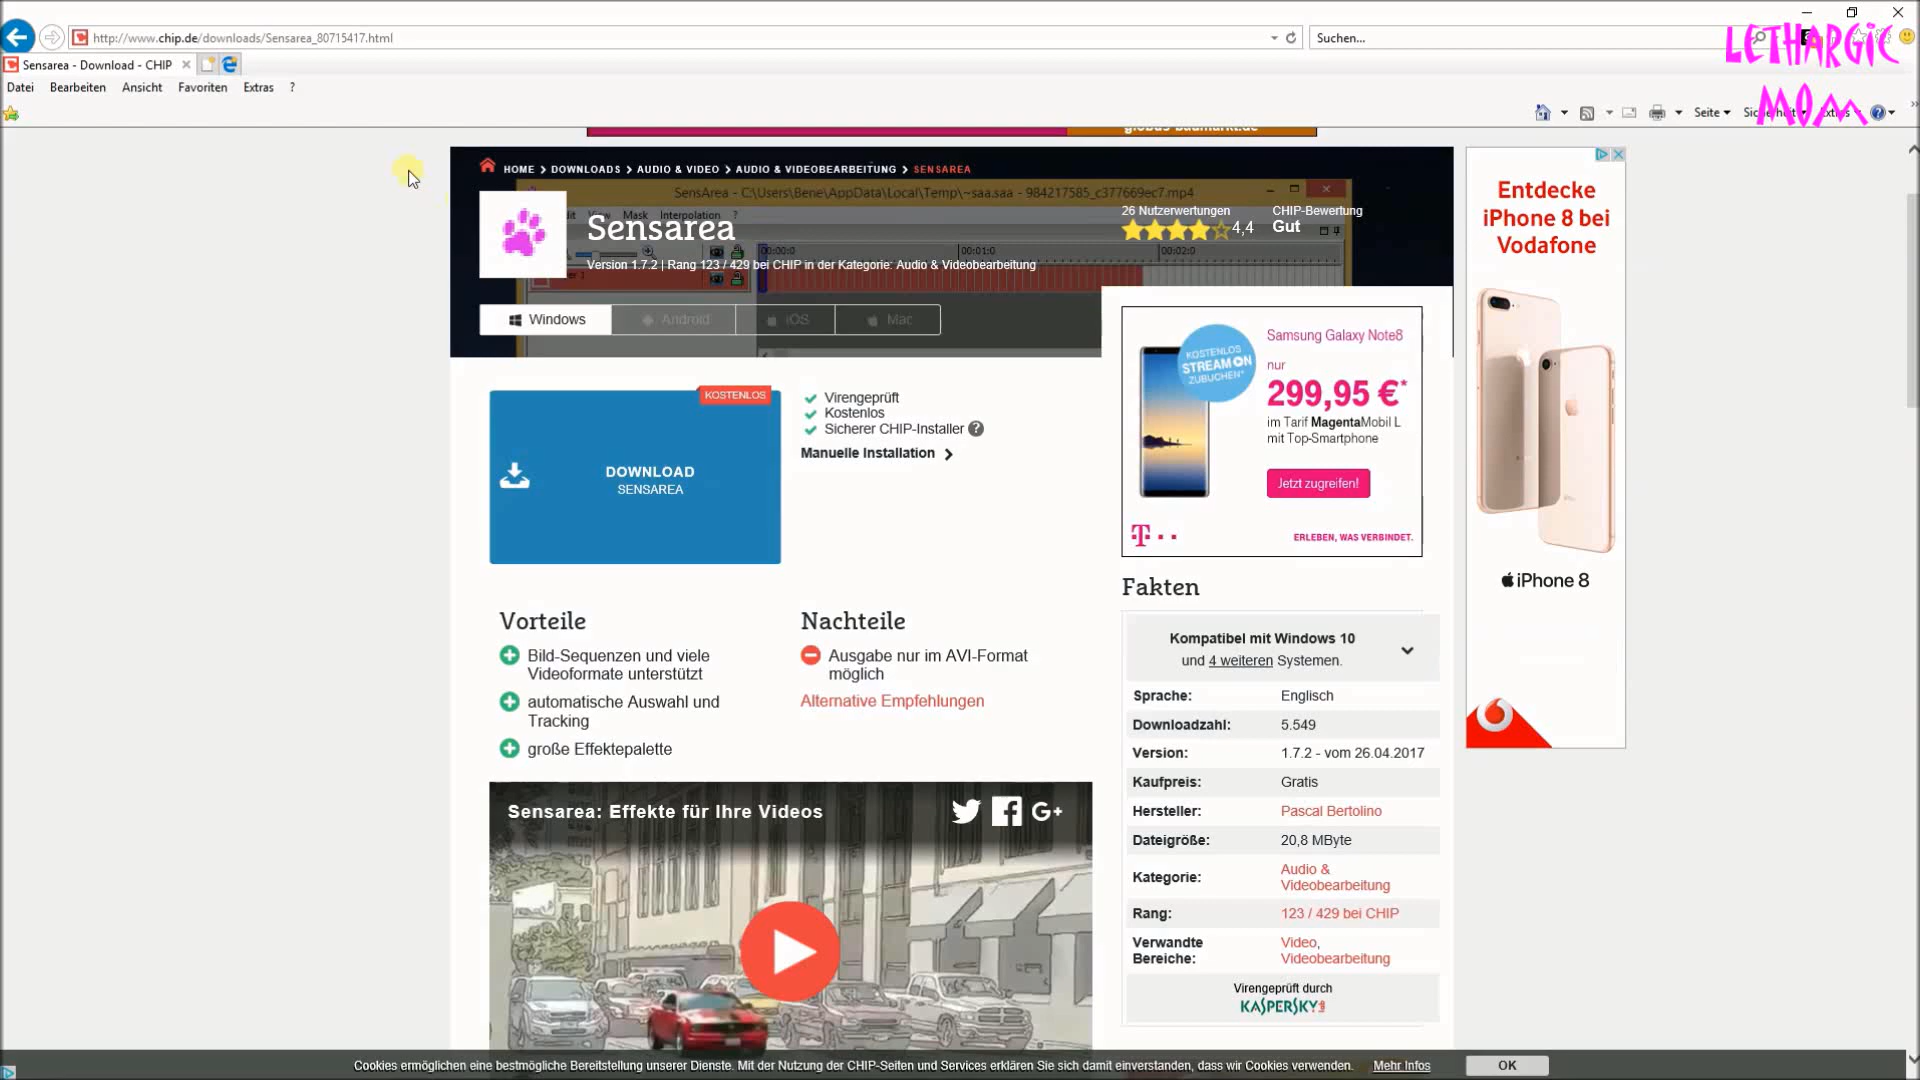 http://www.chip.de/downloads/Sensarea_80715417.html
Suchen...
LETHARGIC
MOM
Sensarea - Download - CHIP
Datei Bearbeiten Ansicht Favoriten Extras ?
Seite
globus-baumarkt.de
HOME > DOWNLOADS > AUDIO & VIDEO > AUDIO & VIDEOBEARBEITUNG > SENSAREA
SensArea - C:\Users\Bene\AppData\Local\Temp\~saa.saa - 984217585_c377669ec7.mp4
Mask Interpolation ?
Sensarea
26 Nutzerwertungen
4,4
CHIP-Bewertung
Gut
00:00:0 00:01:0 00:02:0
Version 1.7.2 | Rang 123 / 429 bei CHIP in der Kategorie: Audio & Videobearbeitung
Windows Android iOS Mac
KOSTENLOS
DOWNLOAD
SENSAREA
Virengeprüft
Kostenlos
Sicherer CHIP-Installer ?
Manuelle Installation
Samsung Galaxy Note8
KOSTENLOS
STREAM ON
ZUBUCHEN*
nur
299,95 €*
im Tarif MagentaMobil L
mit Top-Smartphone
Jetzt zugreifen!
T
ERLEBEN, WAS VERBINDET.
Entdecke
iPhone 8 bei
Vodafone
iPhone 8
Vorteile
Bild-Sequenzen und viele
Videoformate unterstützt
automatische Auswahl und
Tracking
große Effektepalette
Nachteile
Ausgabe nur im AVI-Format
möglich
Alternative Empfehlungen
Fakten
Kompatibel mit Windows 10
und 4 weiteren Systemen.
Sprache: Englisch
Downloadzahl: 5.549
Version: 1.7.2 - vom 26.04.2017
Kaufpreis: Gratis
Hersteller: Pascal Bertolino
Dateigröße: 20,8 MByte
Kategorie: Audio &
Videobearbeitung
Rang: 123 / 429 bei CHIP
Verwandte
Bereiche:
Video,
Videobearbeitung
Virengeprüft durch
KASPERSKY
Sensarea: Effekte für Ihre Videos
G+
Cookies ermöglichen eine bestmögliche Bereitstellung unserer Dienste. Mit der Nutzung der CHIP-Seiten und Services erklären Sie sich damit einverstanden, dass wir Cookies verwenden. Mehr Infos
OK